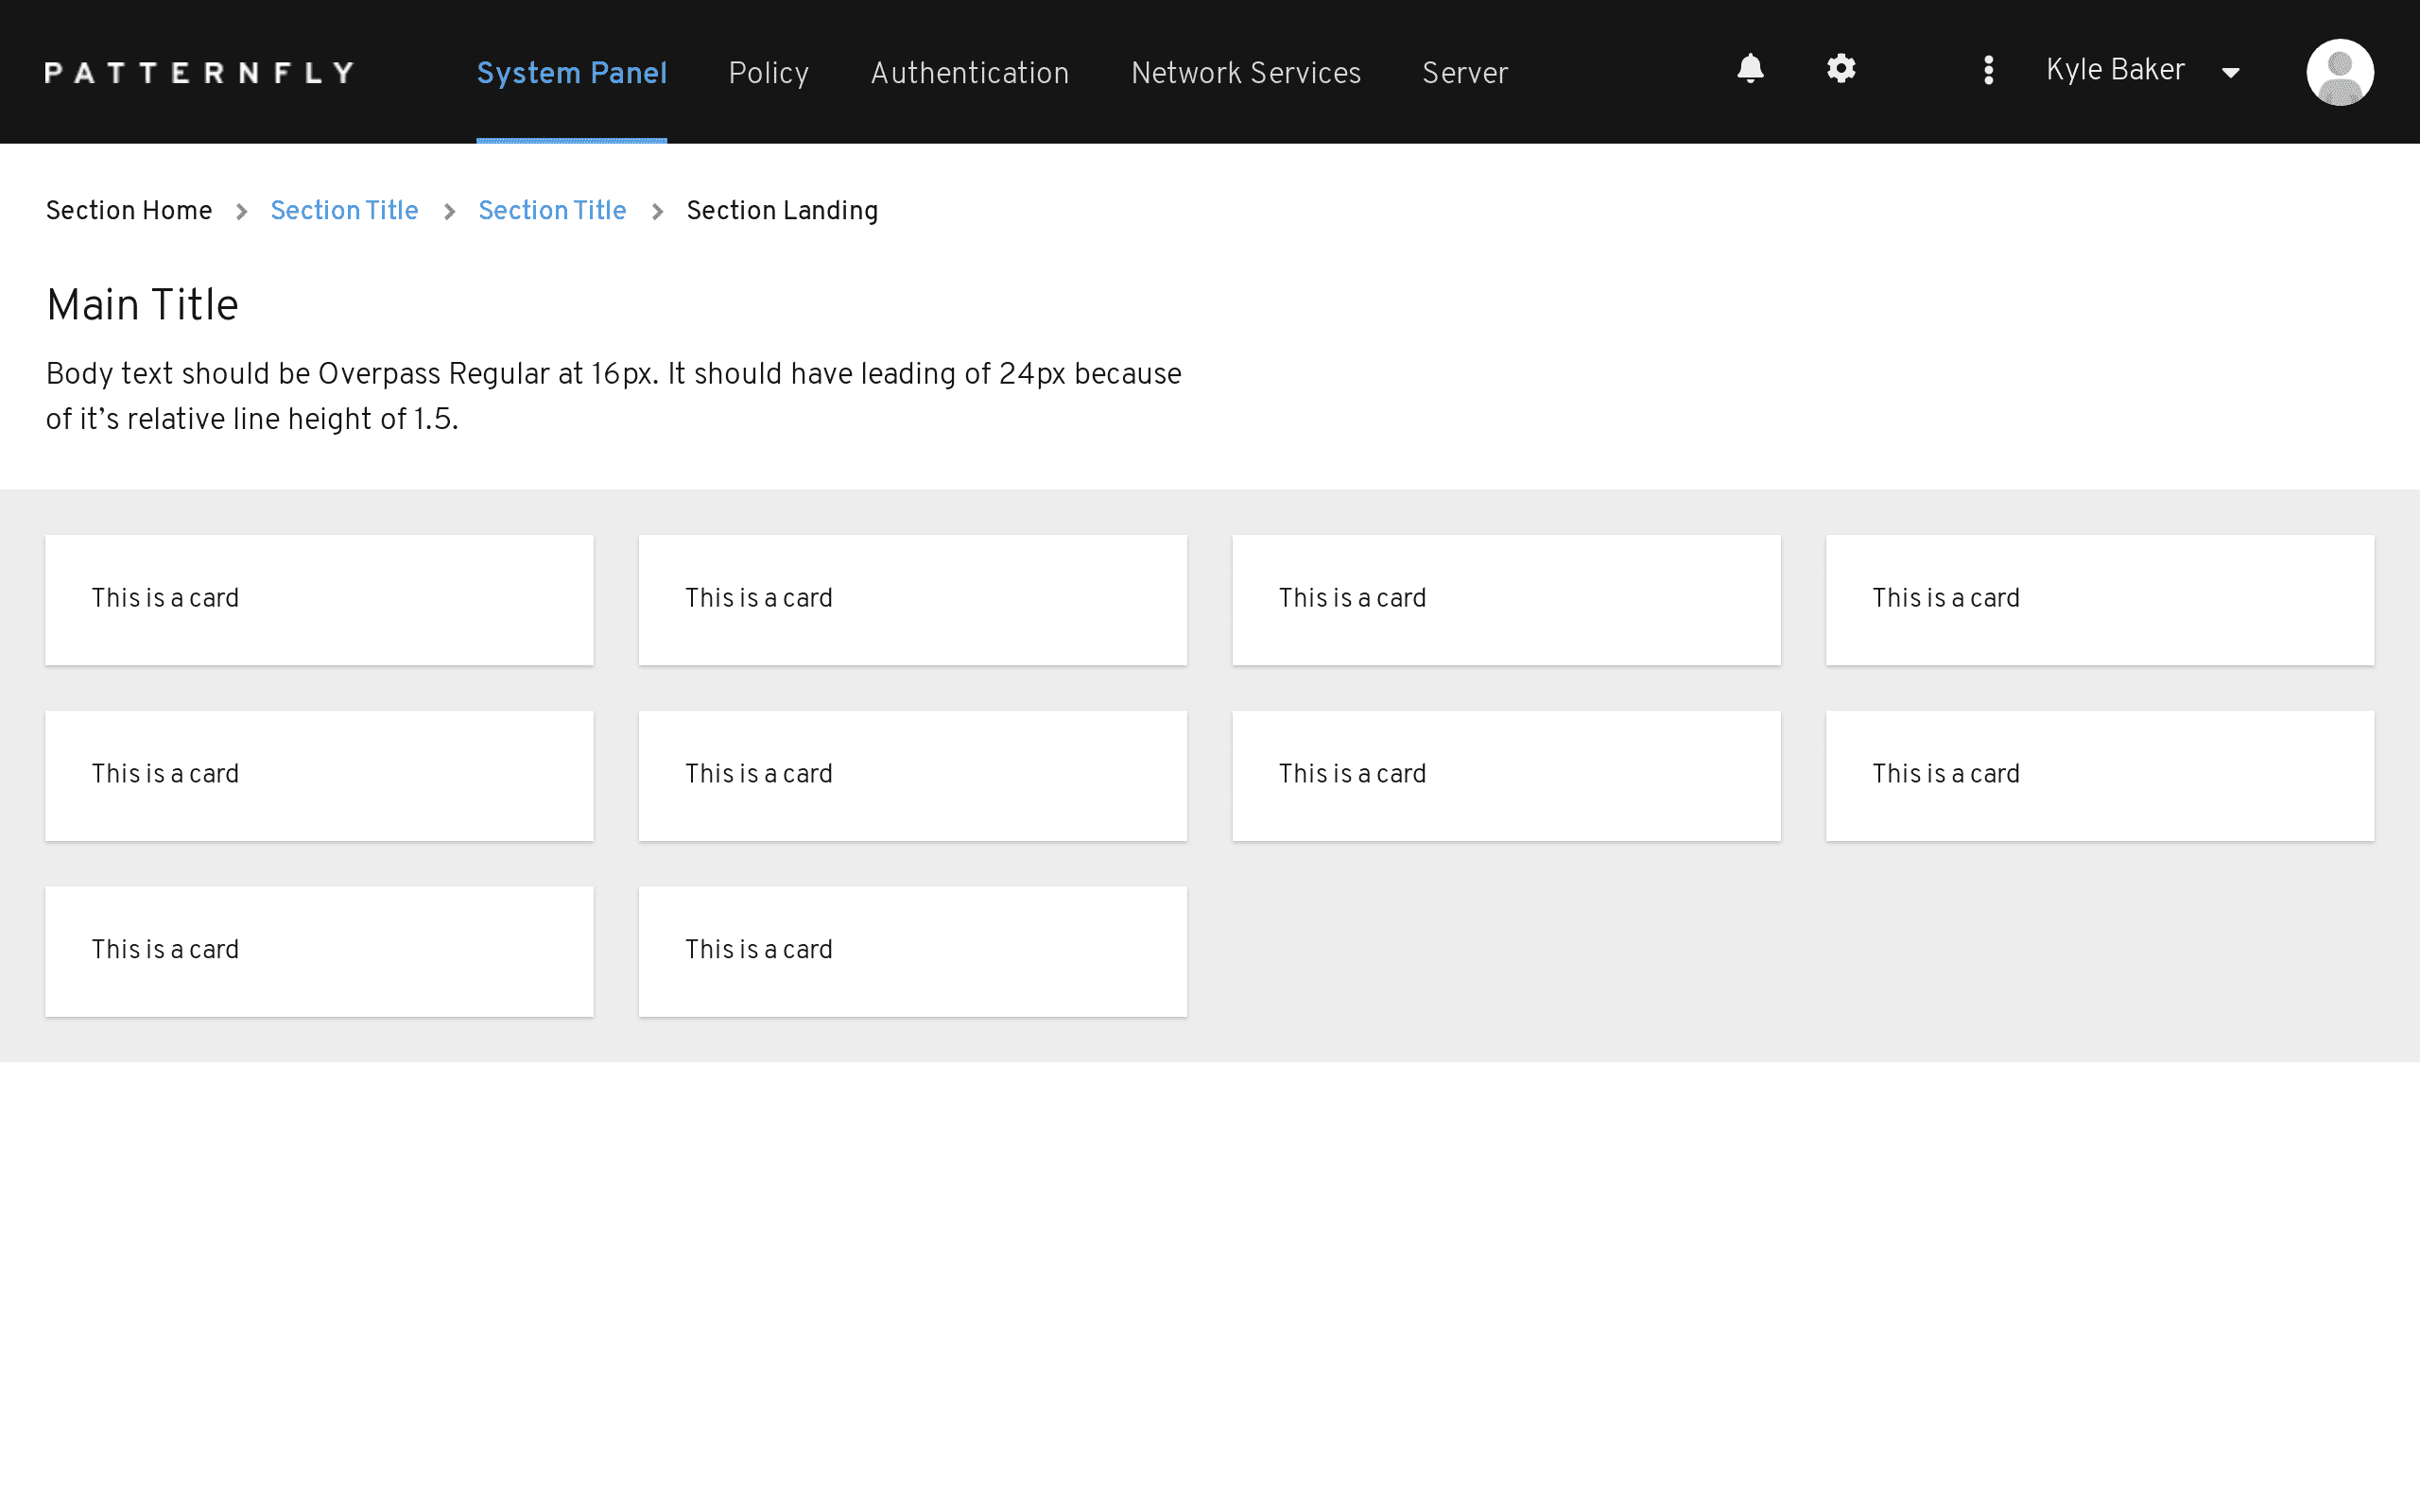 PATTERNFLY System Panel Policy Authentication Network Services Server Kyle Baker
Section Home Section Title Section Title Section Landing
Main Title
Body text should be Overpass Regular at 16px. It should have leading of 24px because
of it’s relative line height of 1.5.
This is a card This is a card This is a card This is a card
This is a card This is a card This is a card This is a card
This is a card This is a card